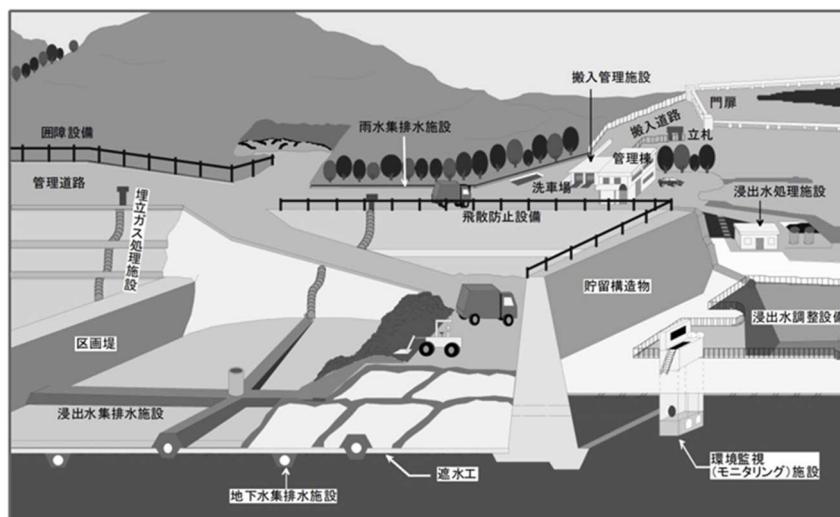 搬入管理施設
門扉
搬入道路
立札
雨水集排水施設
囲障設備
管理棟
洗車場
管理道路
浸出水処理施設
飛散防止設備
埋立ガス処理施設
貯留構造物
浸出水調整設備
区画堤
浸出水集排水施設
環境監視
(モニタリング)施設
遮水工
地下水集排水施設